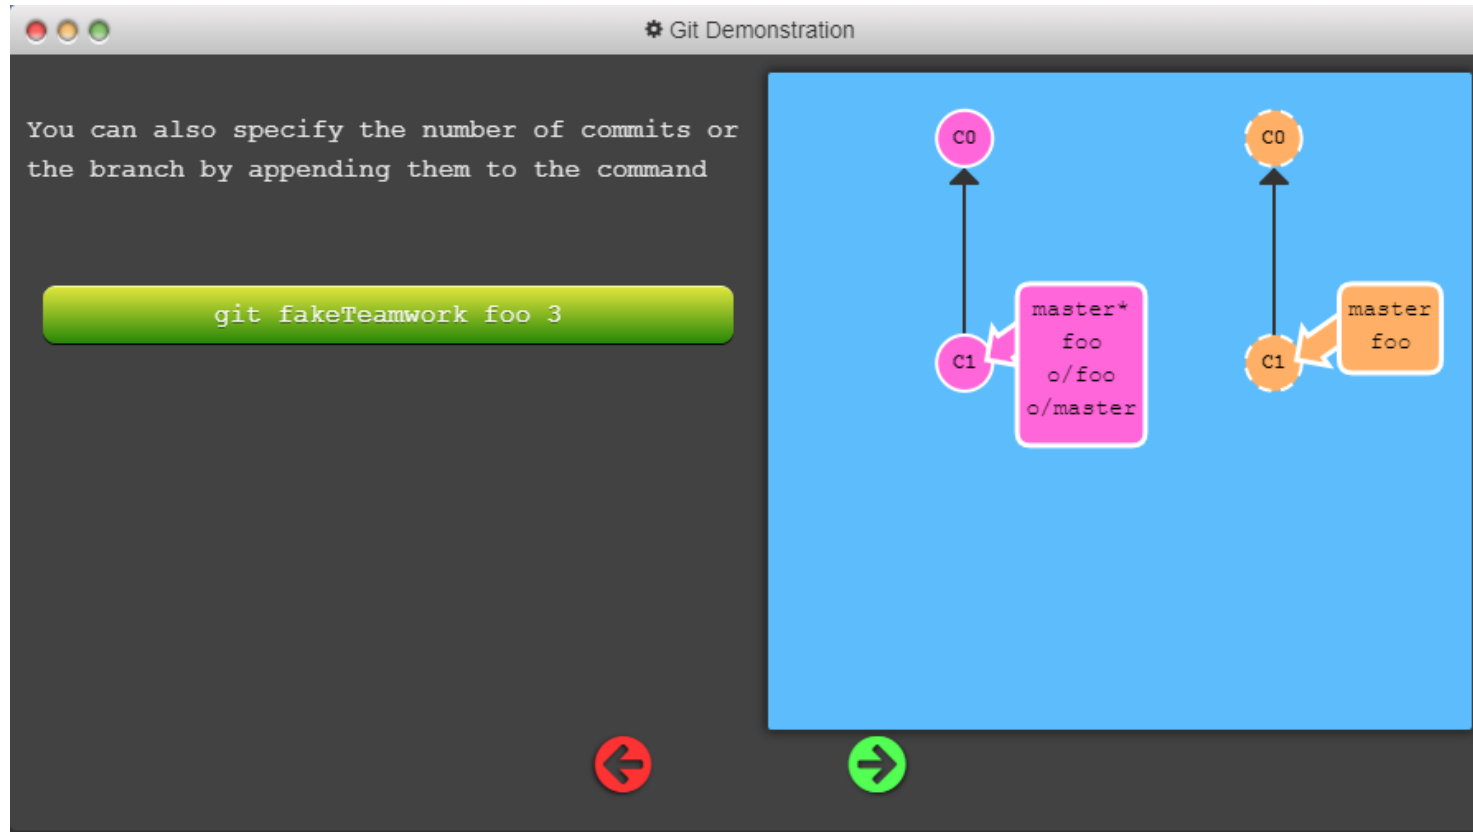 Git Demonstration
You can also specify the number of commits or
the branch by appending them to the command
git fakeTeamwork foo 3
C0
C1
master*
foo
o/foo
o/master
C0
C1
master
foo